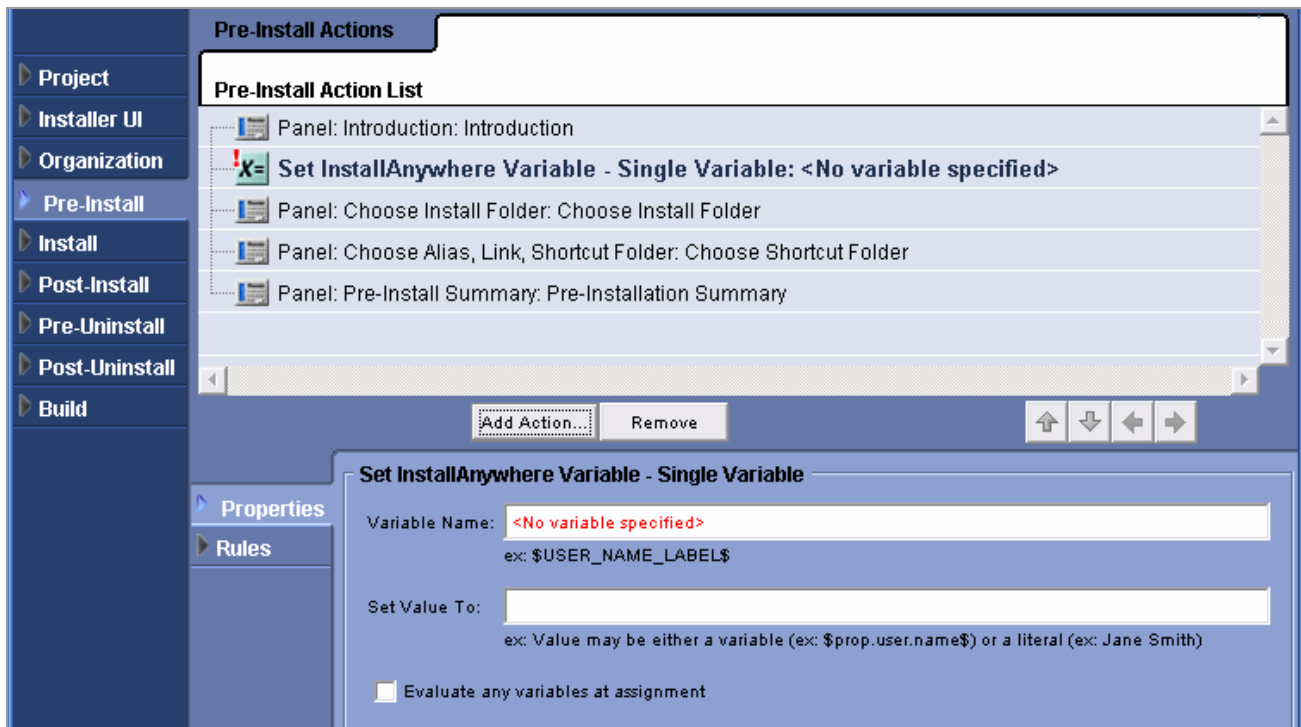 Pre-Install Actions
Project
Installer UI
Organization
Pre-Install
Install
Post-Install
Pre-Uninstall
Post-Uninstall
Build
Pre-Install Action List
Panel: Introduction: Introduction
!X= Set InstallAnywhere Variable - Single Variable: <No variable specified>
Panel: Choose Install Folder: Choose Install Folder
Panel: Choose Alias, Link, Shortcut Folder: Choose Shortcut Folder
Panel: Pre-Install Summary: Pre-Installation Summary
Add Action... Remove
Properties
Rules
Set InstallAnywhere Variable - Single Variable
Variable Name: <No variable specified>
ex: $USER_NAME_LABEL$
Set Value To:
ex: Value may be either a variable (ex: $prop.user.name$) or a literal (ex: Jane Smith)
Evaluate any variables at assignment